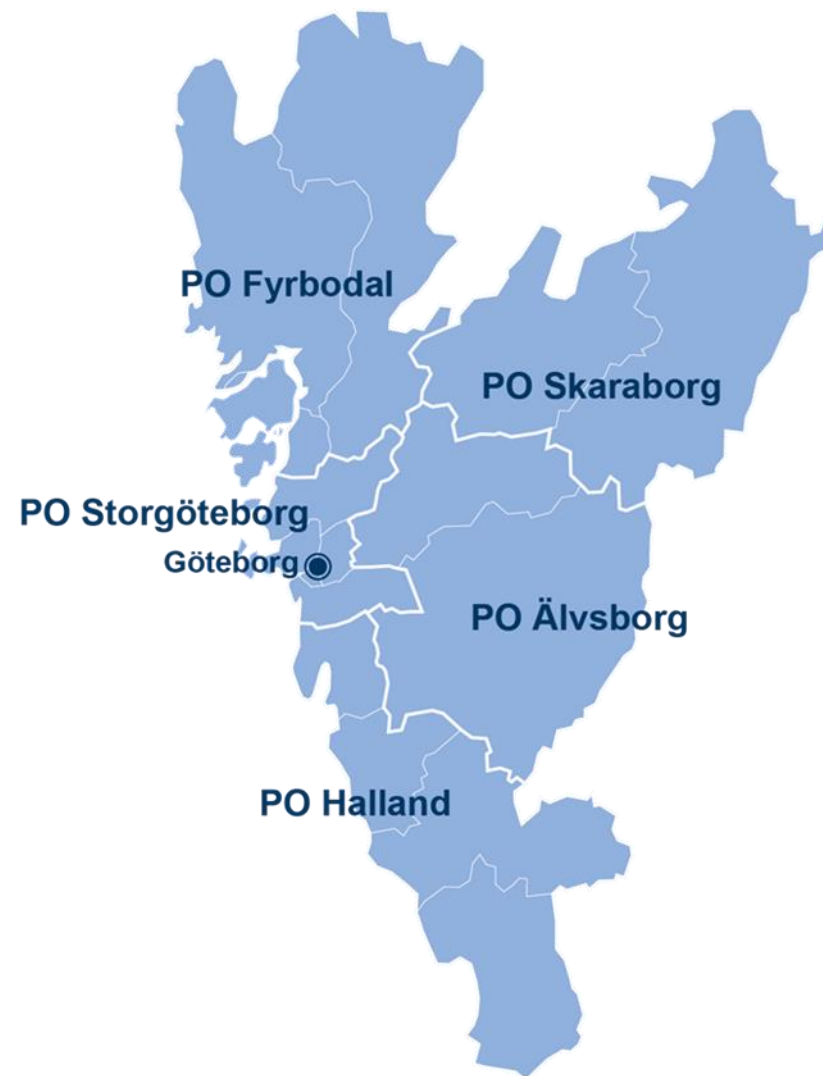 PO Fyrbodal
PO Skaraborg
PO Storgöteborg
Göteborg
PO Älvsborg
PO Halland